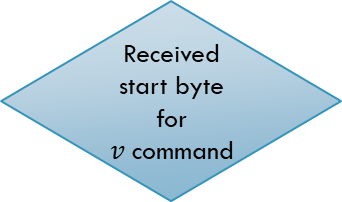 Received
start byte
for
v command